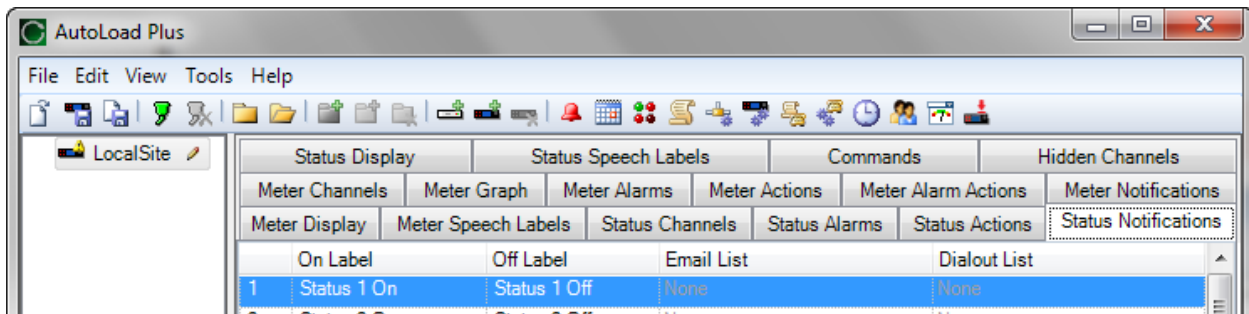 AutoLoad Plus
File Edit View Tools Help
LocalSite
Status Display Status Speech Labels Commands Hidden Channels
Meter Channels Meter Graph Meter Alarms Meter Actions Meter Alarm Actions Meter Notifications
Meter Display Meter Speech Labels Status Channels Status Alarms Status Actions Status Notifications
On Label Off Label Email List Dialout List
1 Status 1 On Status 1 Off None None